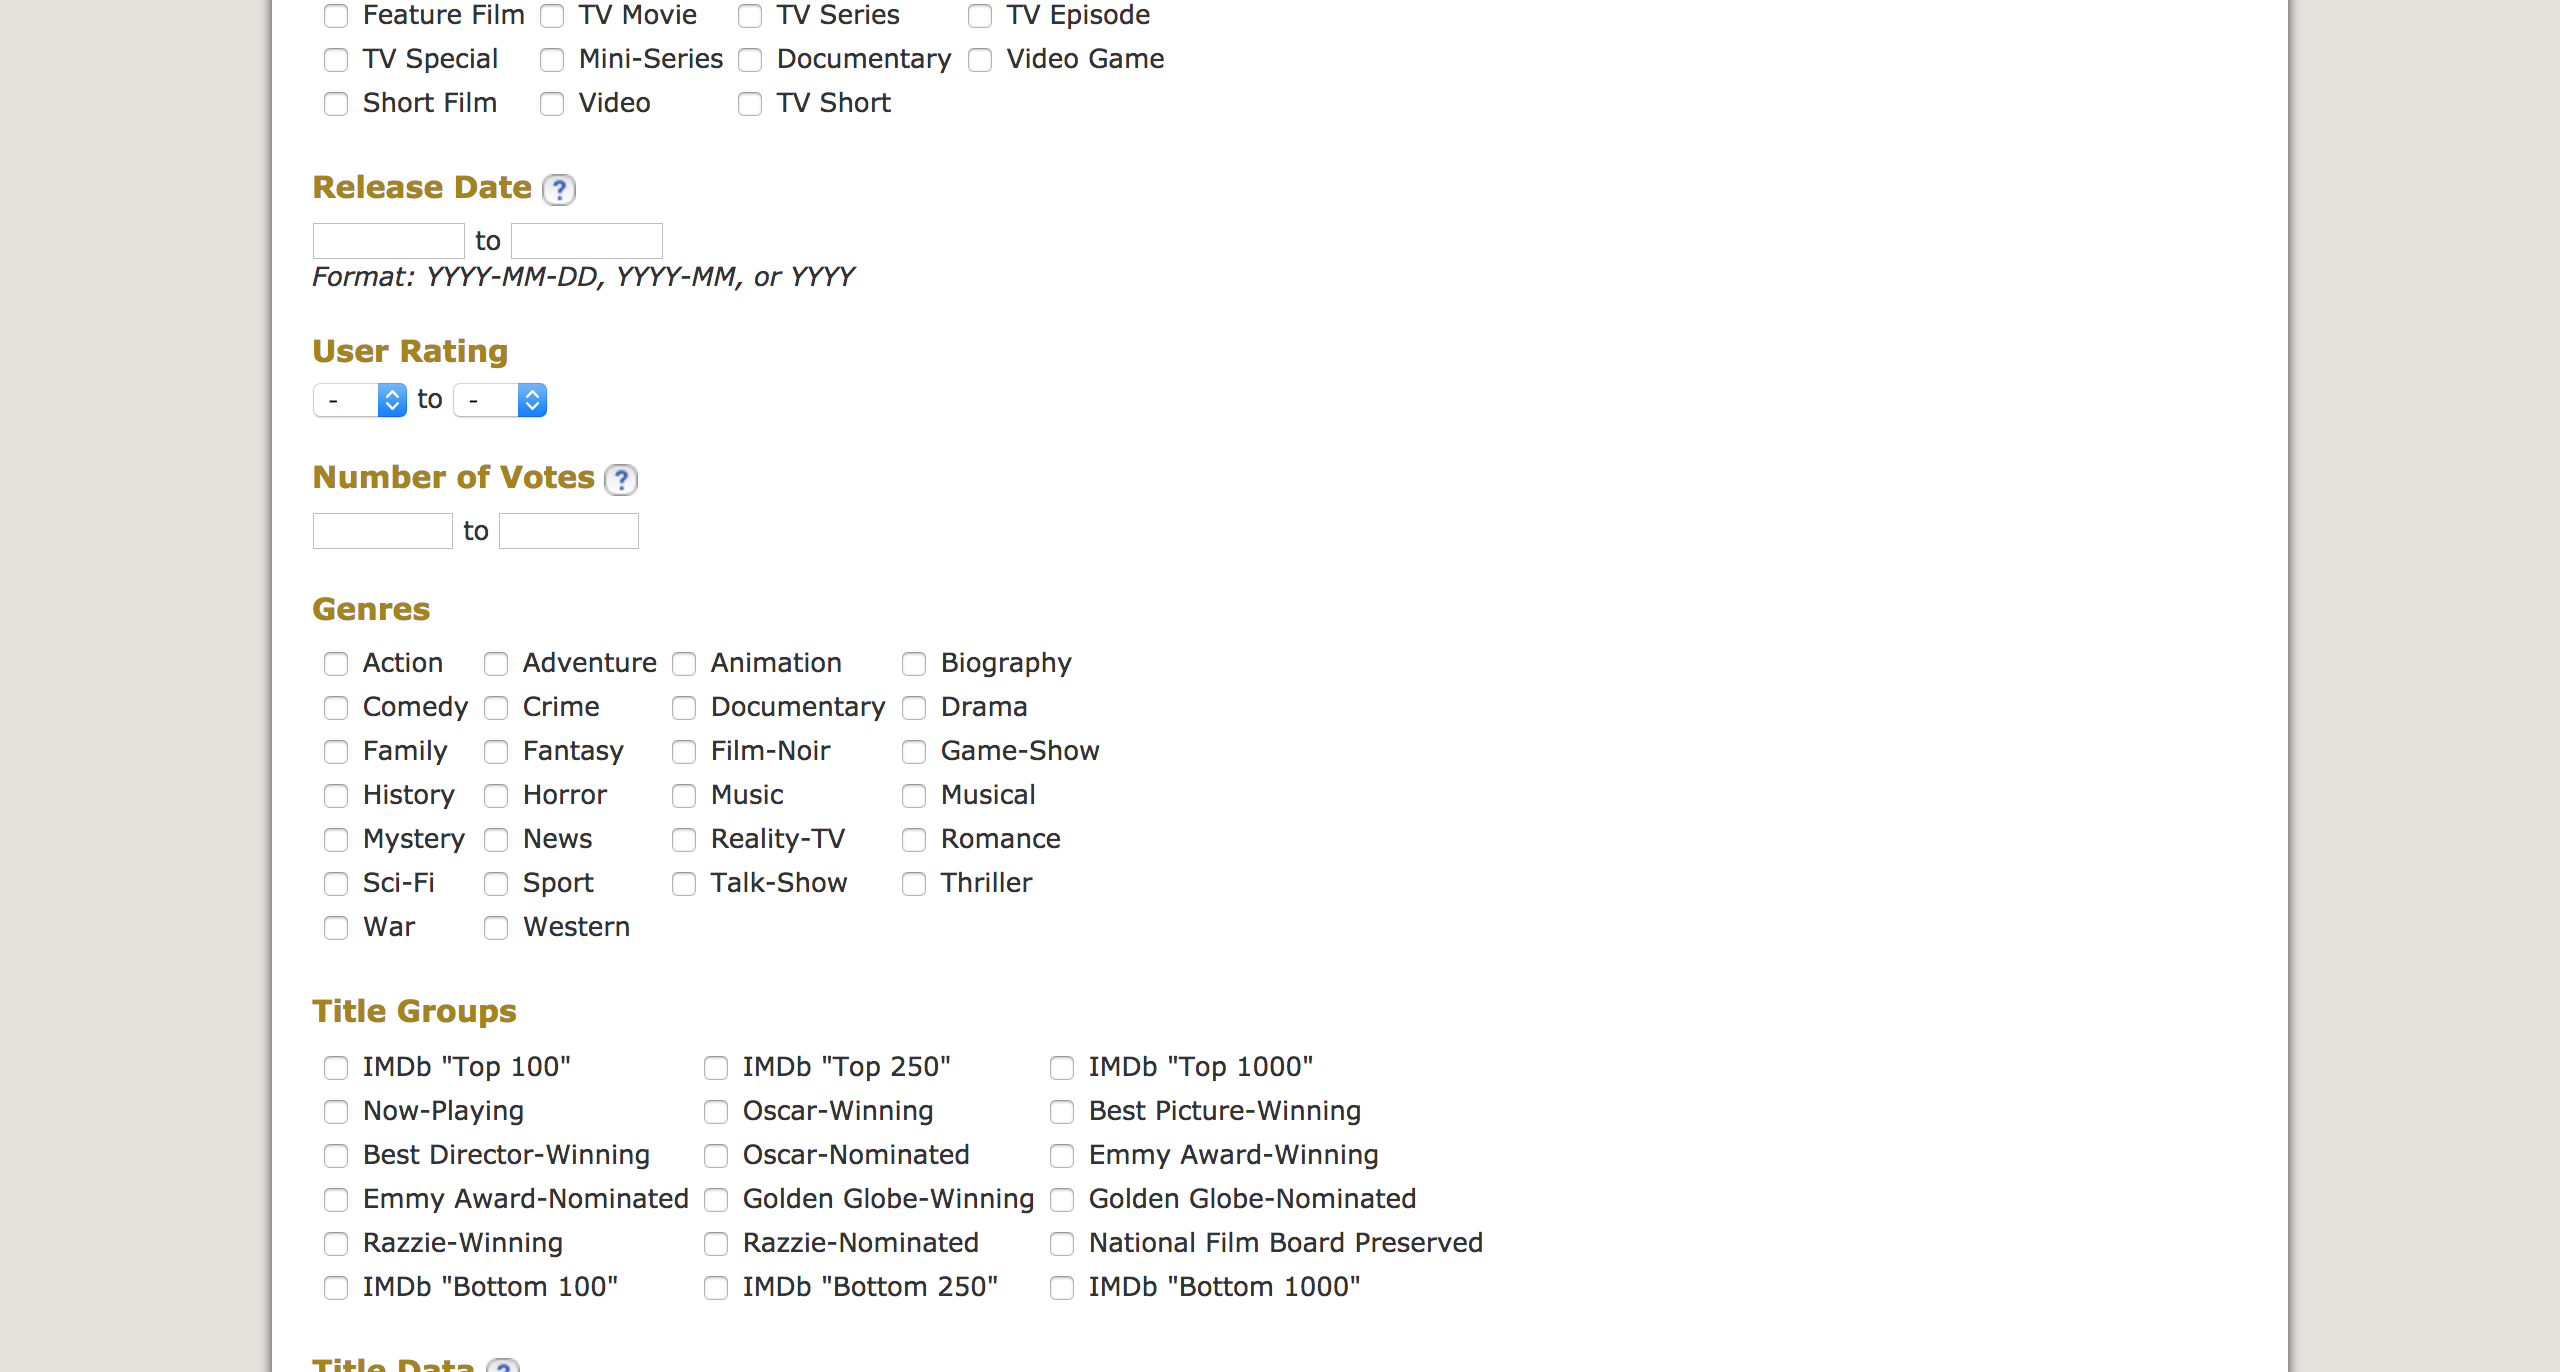 Feature Film TV Movie TV Series TV Episode
TV Special Mini-Series Documentary Video Game
Short Film Video TV Short
Release Date ?
to
Format: YYYY-MM-DD, YYYY-MM, or YYYY
User Rating
- to -
Number of Votes ?
to
Genres
Action Adventure Animation Biography
Comedy Crime Documentary Drama
Family Fantasy Film-Noir Game-Show
History Horror Music Musical
Mystery News Reality-TV Romance
Sci-Fi Sport Talk-Show Thriller
War Western
Title Groups
IMDb "Top 100" IMDb "Top 250" IMDb "Top 1000"
Now-Playing Oscar-Winning Best Picture-Winning
Best Director-Winning Oscar-Nominated Emmy Award-Winning
Emmy Award-Nominated Golden Globe-Winning Golden Globe-Nominated
Razzie-Winning Razzie-Nominated National Film Board Preserved
IMDb "Bottom 100" IMDb "Bottom 250" IMDb "Bottom 1000"
Title Data ?